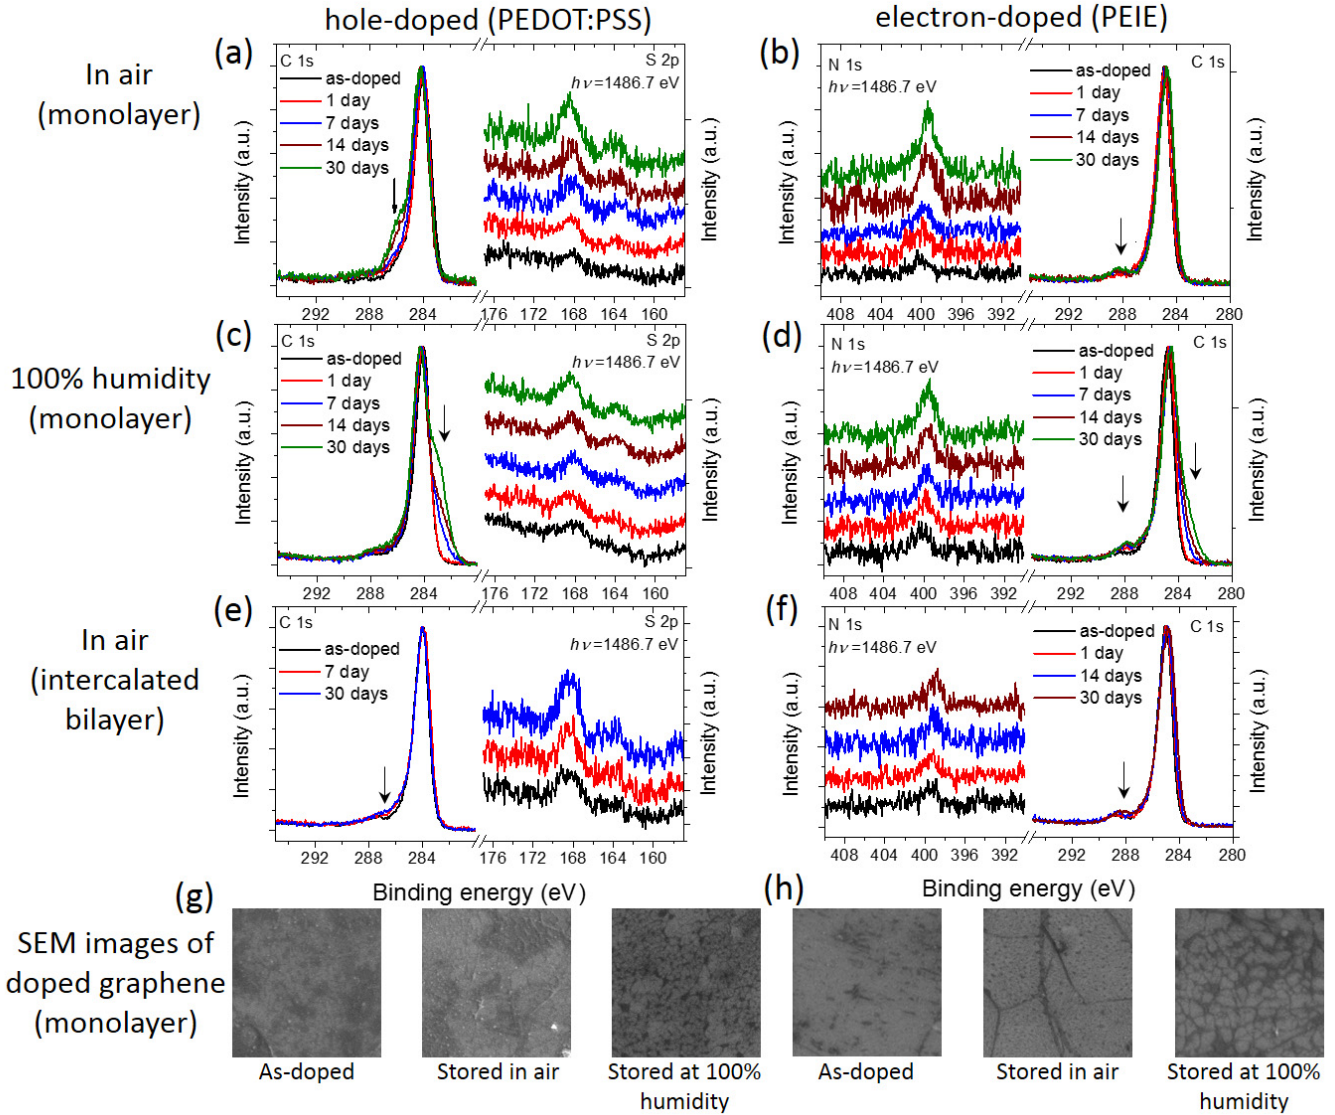 hole-doped (PEDOT:PSS)
electron-doped (PEIE)
In air
(monolayer)
(a)
C 1s
as-doped
1 day
7 days
14 days
30 days
S 2p
hν=1486.7 eV
Intensity (a.u.)
Intensity (a.u.)
292 288 284 176 172 168 164 160
(b)
N 1s
hν=1486.7 eV
C 1s
as-doped
1 day
7 days
14 days
30 days
Intensity (a.u.)
Intensity (a.u.)
408 404 400 396 392 292 288 284 280
100% humidity
(monolayer)
(c)
C 1s
as-doped
1 day
7 days
14 days
30 days
S 2p
hν=1486.7 eV
Intensity (a.u.)
Intensity (a.u.)
292 288 284 176 172 168 164 160
(d)
N 1s
hν=1486.7 eV
C 1s
as-doped
1 day
7 days
14 days
30 days
Intensity (a.u.)
Intensity (a.u.)
408 404 400 396 392 292 288 284 280
In air
(intercalated
bilayer)
(e)
C 1s
as-doped
7 day
30 days
S 2p
hν=1486.7 eV
Intensity (a.u.)
Intensity (a.u.)
292 288 284 176 172 168 164 160
Binding energy (eV)
(f)
N 1s
hν=1486.7 eV
C 1s
as-doped
1 day
14 days
30 days
Intensity (a.u.)
Intensity (a.u.)
408 404 400 396 392 292 288 284 280
Binding energy (eV)
SEM images of
doped graphene
(monolayer)
(g)
As-doped
Stored in air
Stored at 100%
humidity
(h)
As-doped
Stored in air
Stored at 100%
humidity